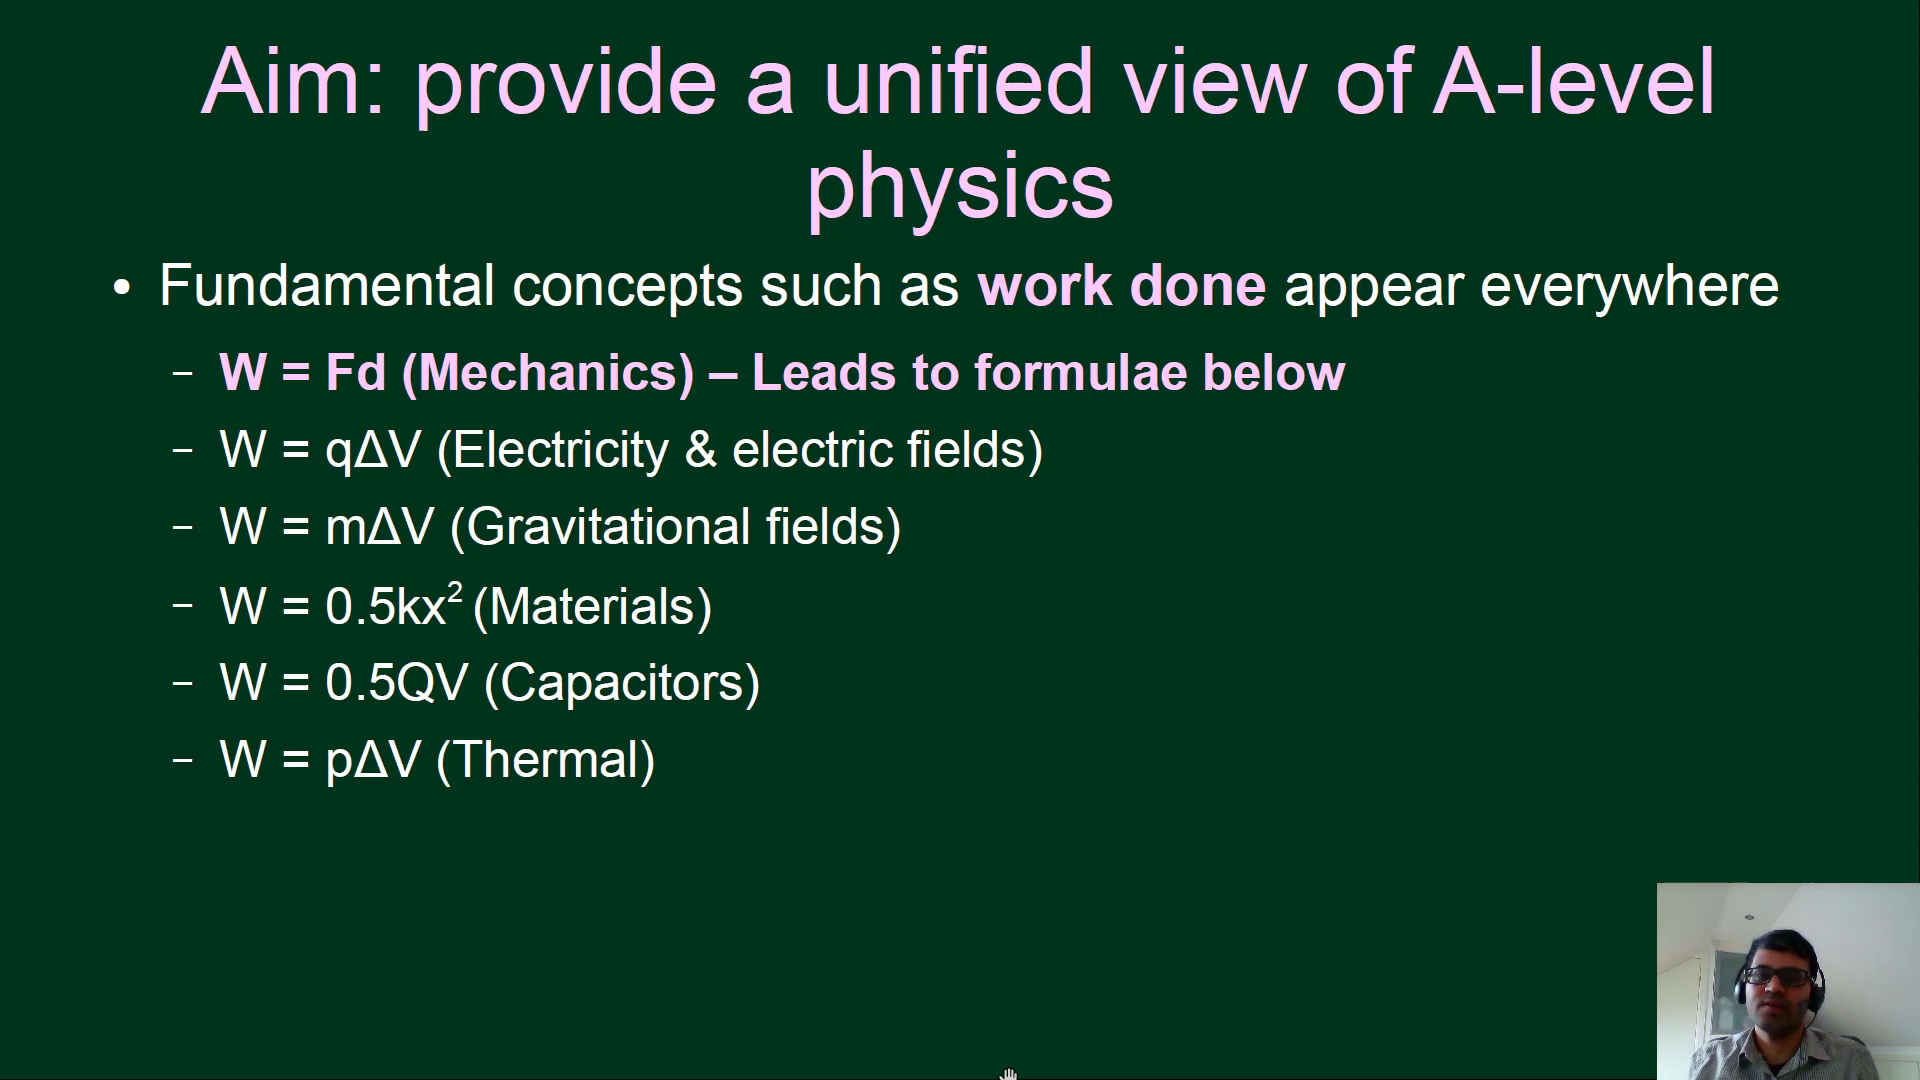 Aim: provide a unified view of A-level
physics
• Fundamental concepts such as work done appear everywhere
– W = Fd (Mechanics) – Leads to formulae below
– W = qΔV (Electricity & electric fields)
– W = mΔV (Gravitational fields)
– W = 0.5kx² (Materials)
– W = 0.5QV (Capacitors)
– W = pΔV (Thermal)